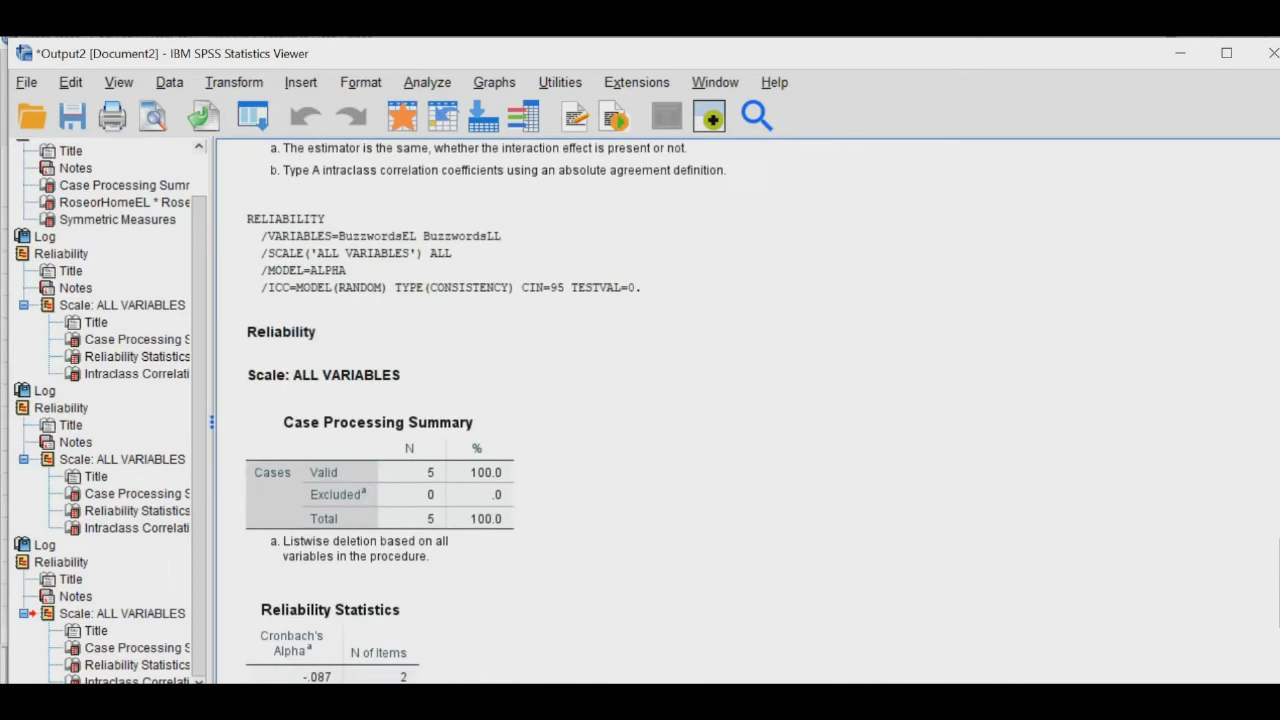 *Output2 [Document2] - IBM SPSS Statistics Viewer
File Edit View Data Transform Insert Format Analyze Graphs Utilities Extensions Window Help
Title
Notes
Case Processing Summ
RoseorHomeEL * Rose
Symmetric Measures
Log
Reliability
Title
Notes
Scale: ALL VARIABLES
Title
Case Processing S
Reliability Statistics
Intraclass Correlati
Log
Reliability
Title
Notes
Scale: ALL VARIABLES
Title
Case Processing S
Reliability Statistics
Intraclass Correlati
Log
Reliability
Title
Notes
Scale: ALL VARIABLES
Title
Case Processing S
Reliability Statistics
Intraclass Correlati
a. The estimator is the same, whether the interaction effect is present or not.
b. Type A intraclass correlation coefficients using an absolute agreement definition.
RELIABILITY
/VARIABLES=BuzzwordsEL BuzzwordsLL
/SCALE('ALL VARIABLES') ALL
/MODEL=ALPHA
/ICC=MODEL(RANDOM) TYPE(CONSISTENCY) CIN=95 TESTVAL=0.
Reliability
Scale: ALL VARIABLES
Case Processing Summary
N %
Cases Valid 5 100.0
Excludedᵃ 0 .0
Total 5 100.0
a. Listwise deletion based on all
variables in the procedure.
Reliability Statistics
Cronbach's
Alphaᵃ N of Items
-.087 2